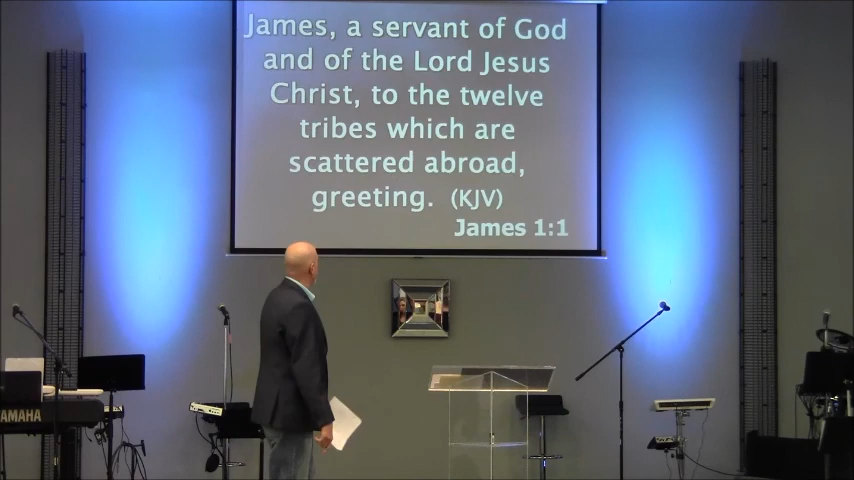 James, a servant of God
and of the Lord Jesus
Christ, to the twelve
tribes which are
scattered abroad,
greeting. (KJV)
James 1:1
YAMAHA